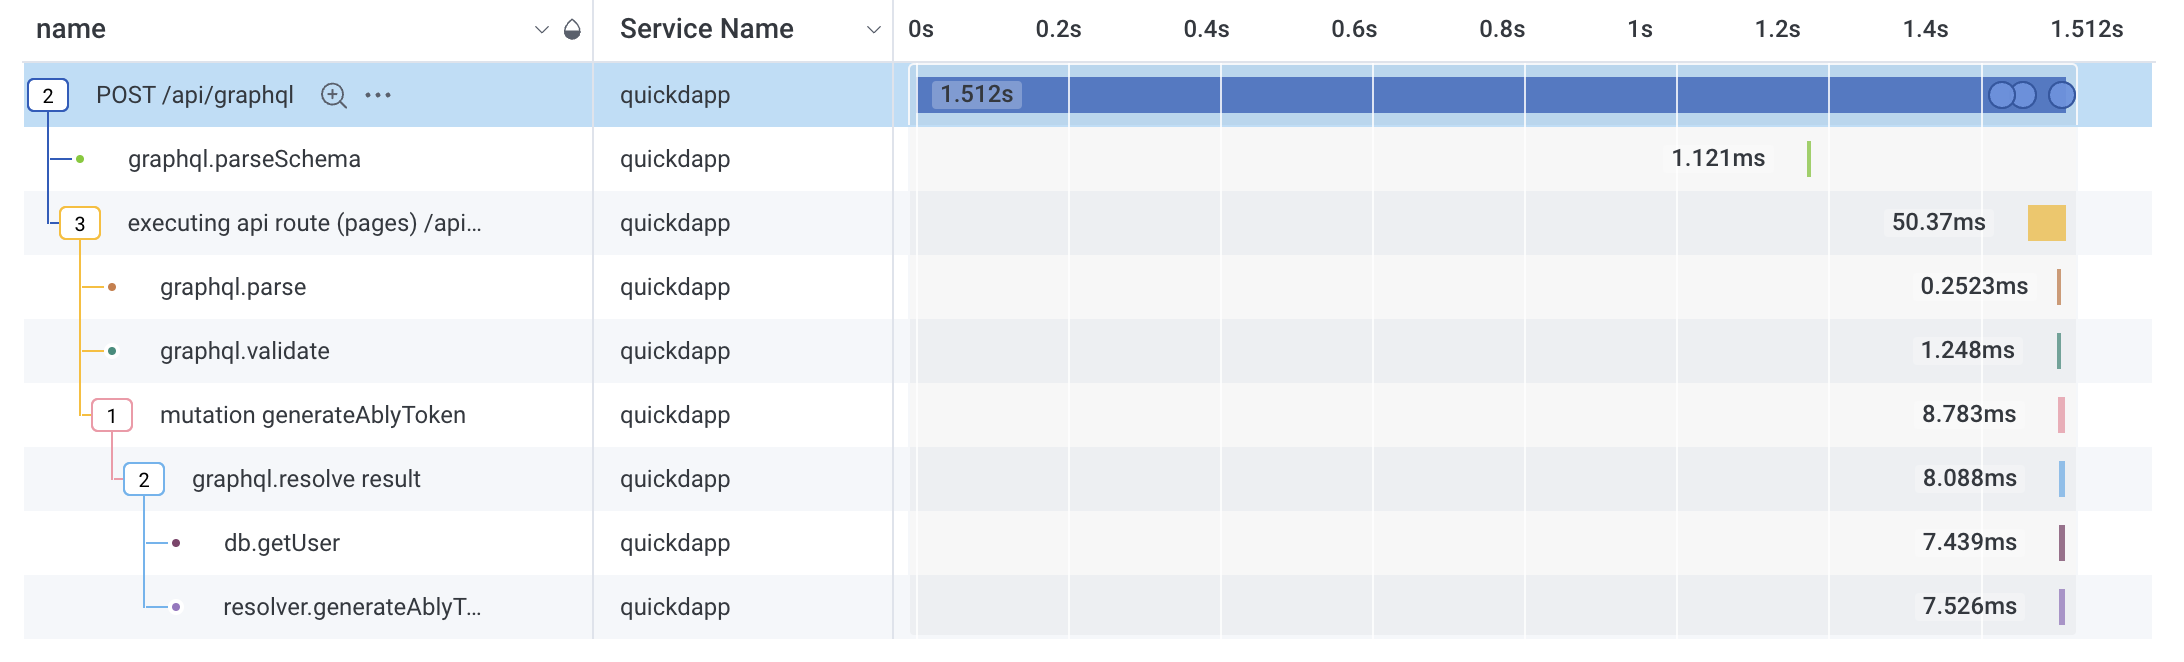 name Service Name 0s 0.2s 0.4s 0.6s 0.8s 1s 1.2s 1.4s 1.512s
2 POST /api/graphql quickdapp 1.512s
graphql.parseSchema quickdapp 1.121ms
3 executing api route (pages) /api... quickdapp 50.37ms
graphql.parse quickdapp 0.2523ms
graphql.validate quickdapp 1.248ms
1 mutation generateAblyToken quickdapp 8.783ms
2 graphql.resolve result quickdapp 8.088ms
db.getUser quickdapp 7.439ms
resolver.generateAblyT... quickdapp 7.526ms